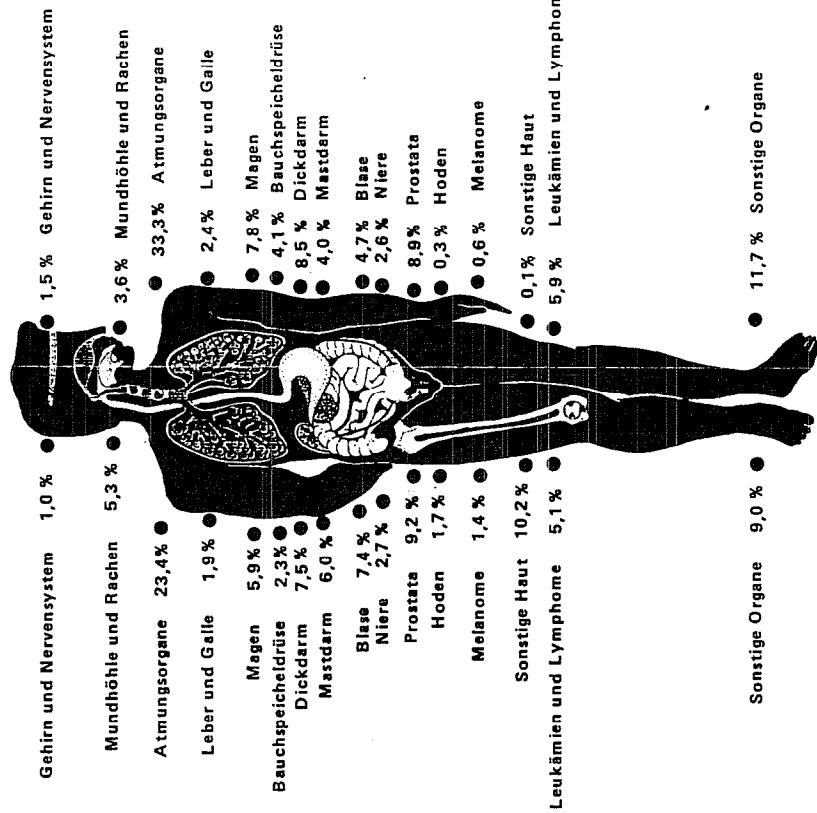 Gehirn und Nervensystem 1,0 %
Mundhöhle und Rachen 5,3 %
Atmungsorgane 23,4%
Leber und Galle 1,9%
Magen 5,9%
Bauchspeicheldrüse 2,3%
Dickdarm 7,5%
Mastdarm 6,0 %
Blase 7,4 %
Niere 2,7 %
Prostata 9,2 %
Hoden 1,7 %
Melanome 1,4 %
Sonstige Haut 10,2 %
Leukämien und Lymphome 5,1 %
Sonstige Organe 9,0 %
1,5 % Gehirn und Nervensystem
3,6 % Mundhöhle und Rachen
33,3% Atmungsorgane
2,4% Leber und Galle
7,8 % Magen
4,1 % Bauchspeicheldrüse
8,5 % Dickdarm
4,0 % Mastdarm
4,7 % Blase
2,6 % Niere
8,9 % Prostata
0,3 % Hoden
0,6 % Melanome
0,1 % Sonstige Haut
5,9 % Leukämien und Lymphom
11,7 % Sonstige Organe